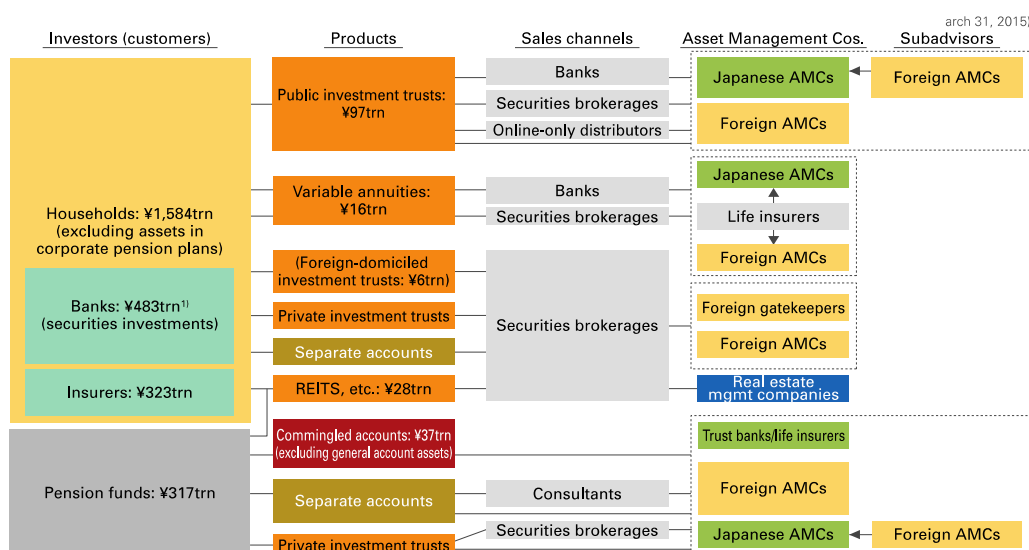 arch 31, 2015)
Investors (customers)
Products
Sales channels
Asset Management Cos.
Subadvisors
Households: ¥1,584trn
(excluding assets in
corporate pension plans)
Banks: ¥483trn1)
(securities investments)
Insurers: ¥323trn
Pension funds: ¥317trn
Public investment trusts:
¥97trn
Variable annuities:
¥16trn
(Foreign-domiciled
investment trusts: ¥6trn)
Private investment trusts
Separate accounts
REITS, etc.: ¥28trn
Commingled accounts: ¥37trn
(excluding general account assets)
Separate accounts
Private investment trusts
Banks
Securities brokerages
Online-only distributors
Banks
Securities brokerages
Securities brokerages
Consultants
Securities brokerages
Japanese AMCs
Foreign AMCs
Japanese AMCs
Life insurers
Foreign AMCs
Foreign gatekeepers
Foreign AMCs
Real estate
mgmt companies
Trust banks/life insurers
Foreign AMCs
Japanese AMCs
Foreign AMCs
Foreign AMCs